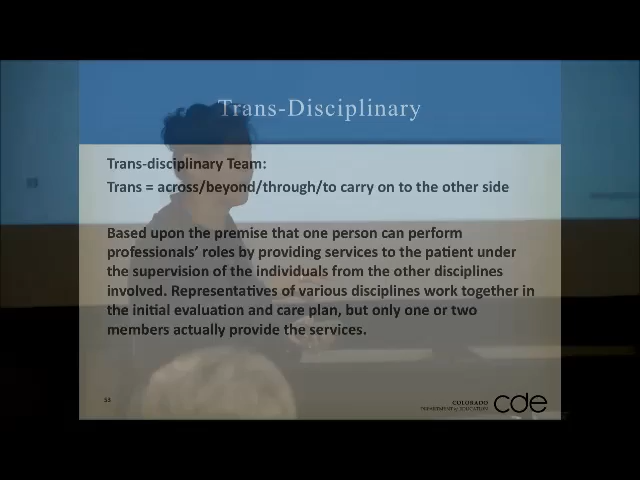 Trans-Disciplinary
Trans-disciplinary Team:
Trans = across/beyond/through/to carry on to the other side
Based upon the premise that one person can perform
professionals’ roles by providing services to the patient under
the supervision of the individuals from the other disciplines
involved. Representatives of various disciplines work together in
the initial evaluation and care plan, but only one or two
members actually provide the services.
COLORADO
DEPARTMENT of EDUCATION
cde